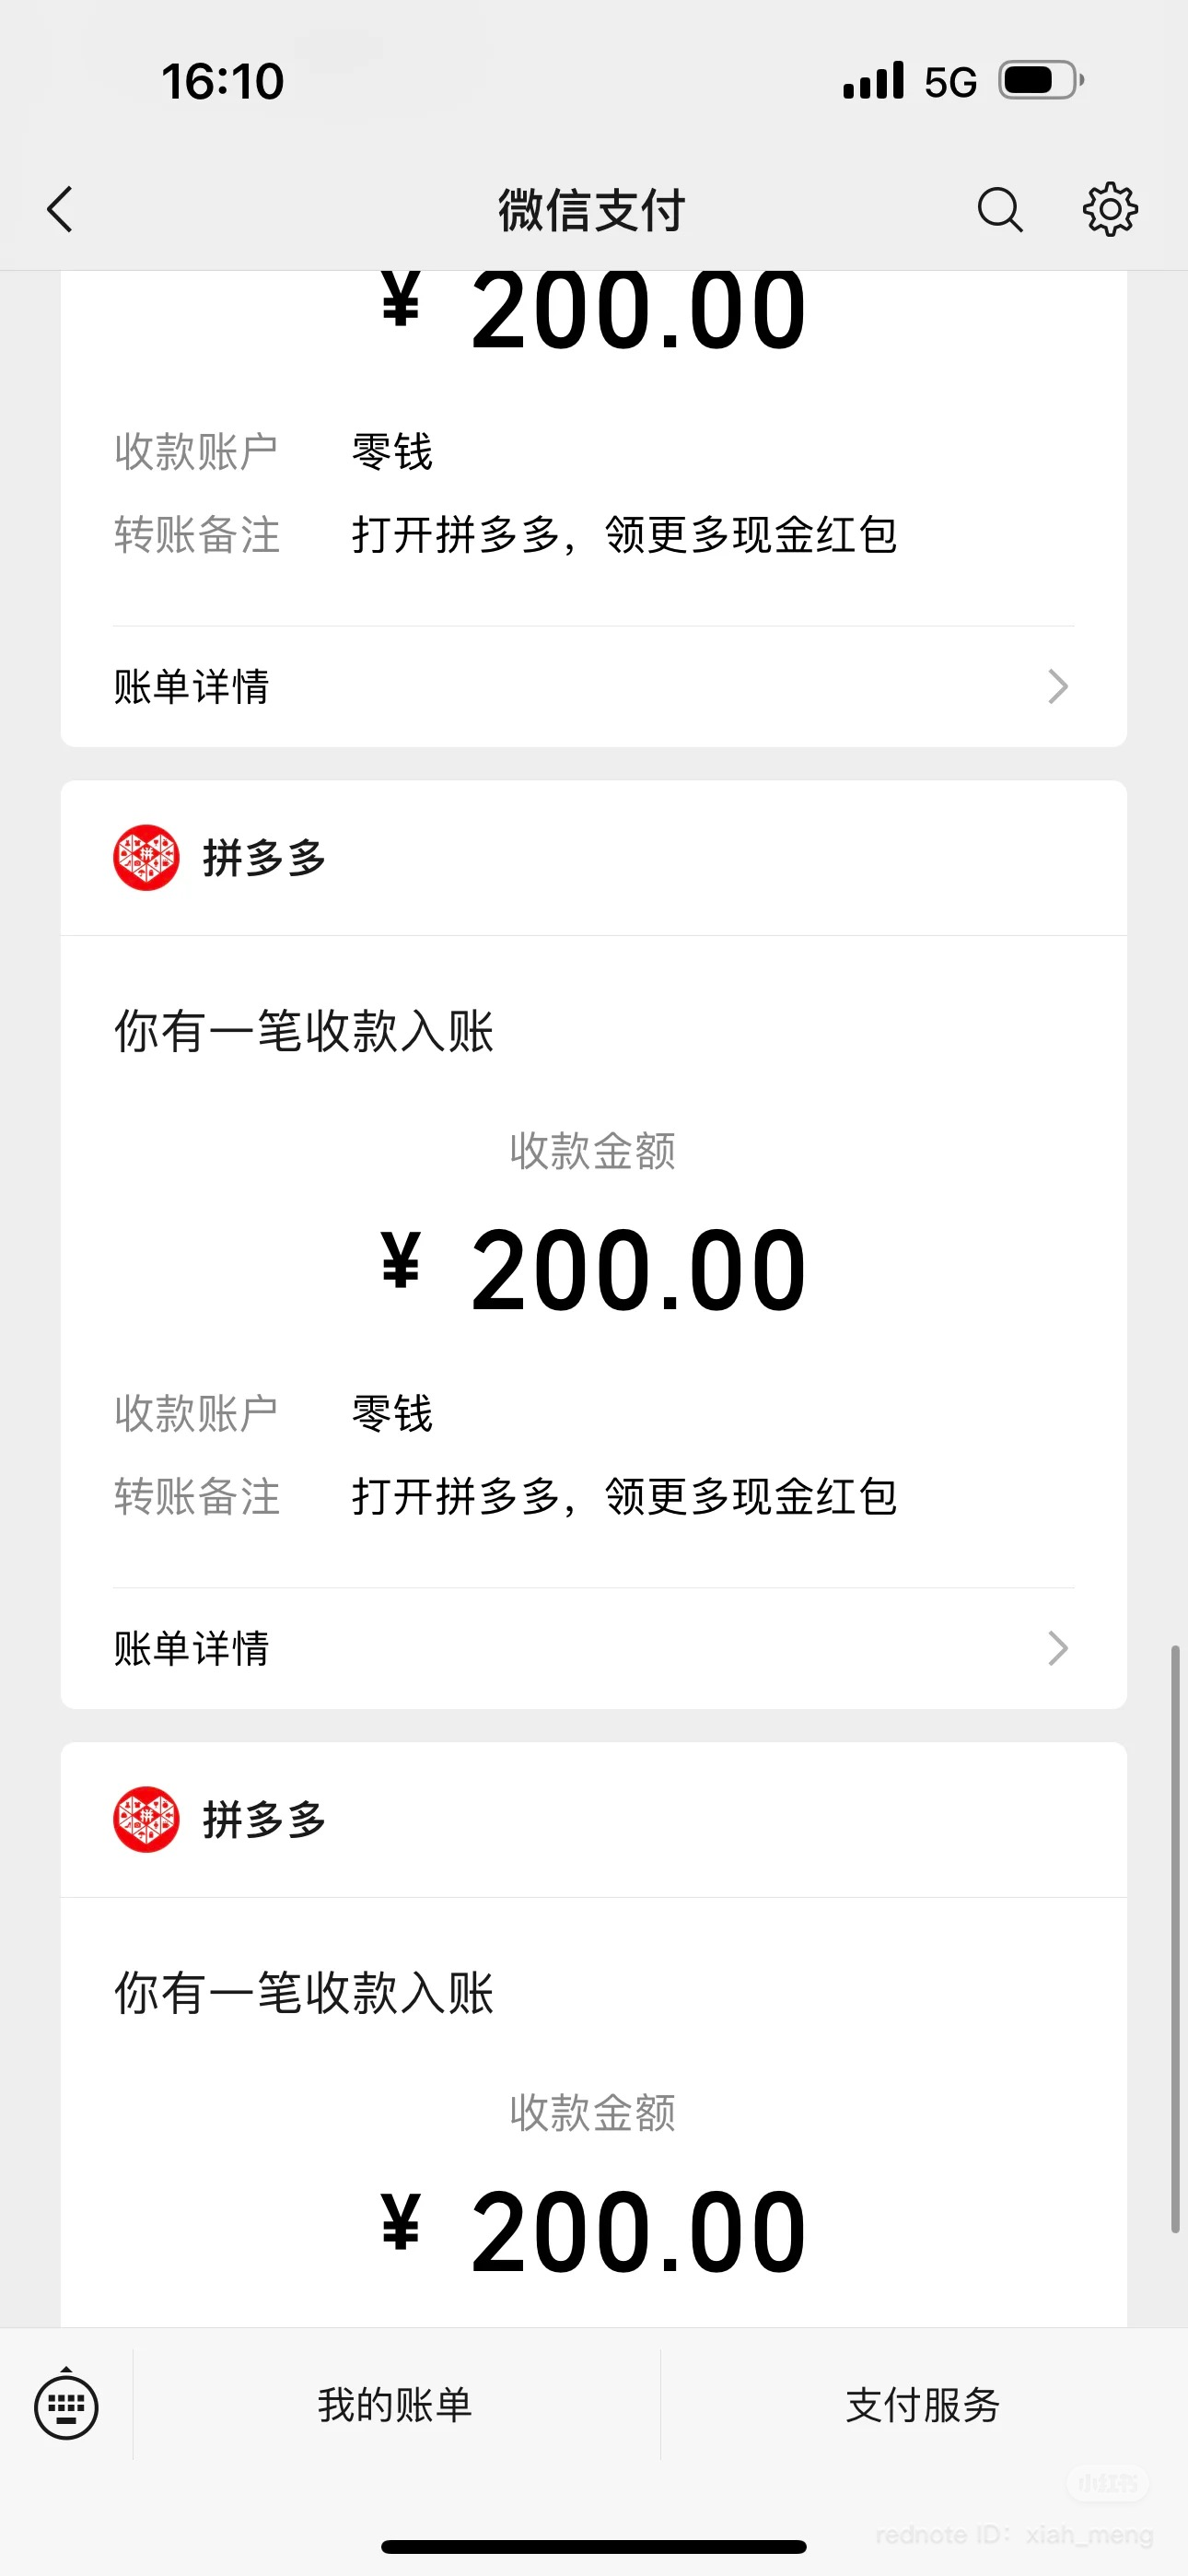 16:10 5G
微信支付
¥ 200.00
收款账户 零钱
转账备注 打开拼多多，领更多现金红包
账单详情
拼多多
你有一笔收款入账
收款金额
¥ 200.00
收款账户 零钱
转账备注 打开拼多多，领更多现金红包
账单详情
拼多多
你有一笔收款入账
收款金额
¥ 200.00
我的账单 支付服务
小红书
rednote ID: xiah_meng